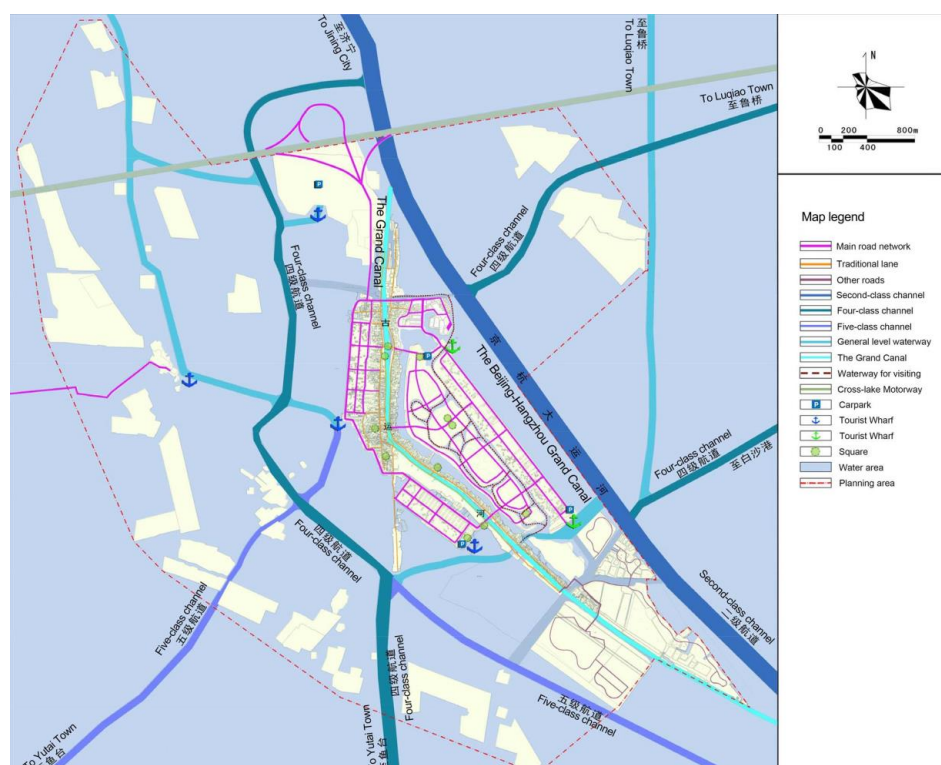 至济宁
To Jining City
至鲁桥
To Luqiao Town
To Luqiao Town
至鲁桥
N
0 200 800m
100 400
Map legend
Main road network
Traditional lane
Other roads
Second-class channel
Four-class channel
Five-class channel
General level waterway
The Grand Canal
Waterway for visiting
Cross-lake Motorway
P Carpark
Tourist Wharf
Tourist Wharf
Square
Water area
Planning area
P
The Grand Canal
古
运
河
Four-class channel
四级航道
Four-class channel
四级航道
京杭大运河
The Beijing-Hangzhou Grand Canal
P
Four-class channel
四级航道
至白沙港
P
P
四级航道
Four-class channel
Second-class channel
二级航道
Five-class channel
五级航道
四级航道
Four-class channel
五级航道
Five-class channel
To Yutai Town
鱼台
To Yutai Town
至鱼台